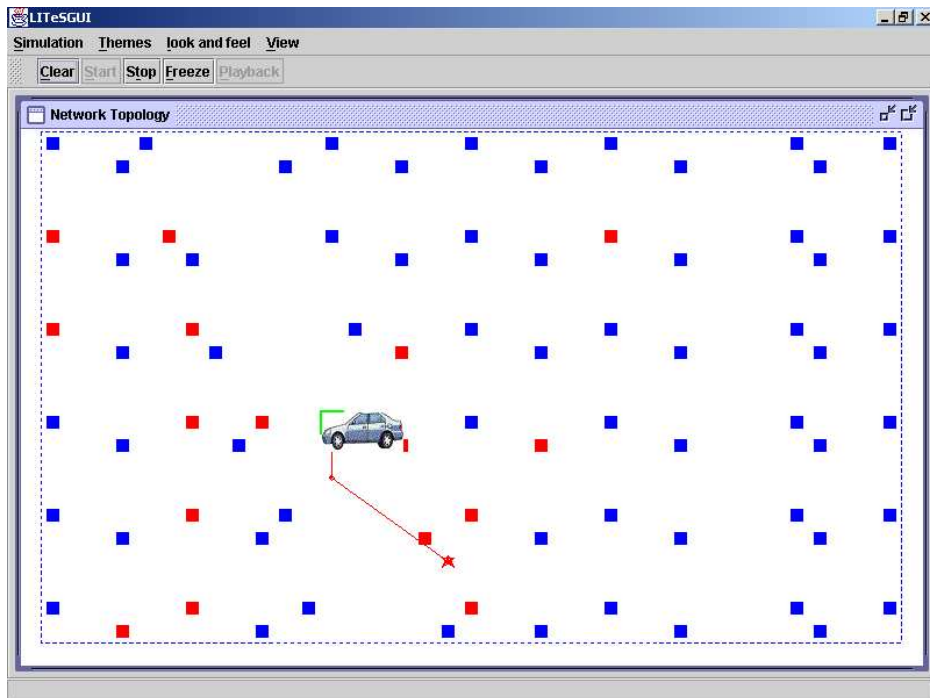 LITeSGUI
Simulation Themes look and feel View
Clear Start Stop Freeze Playback
Network Topology